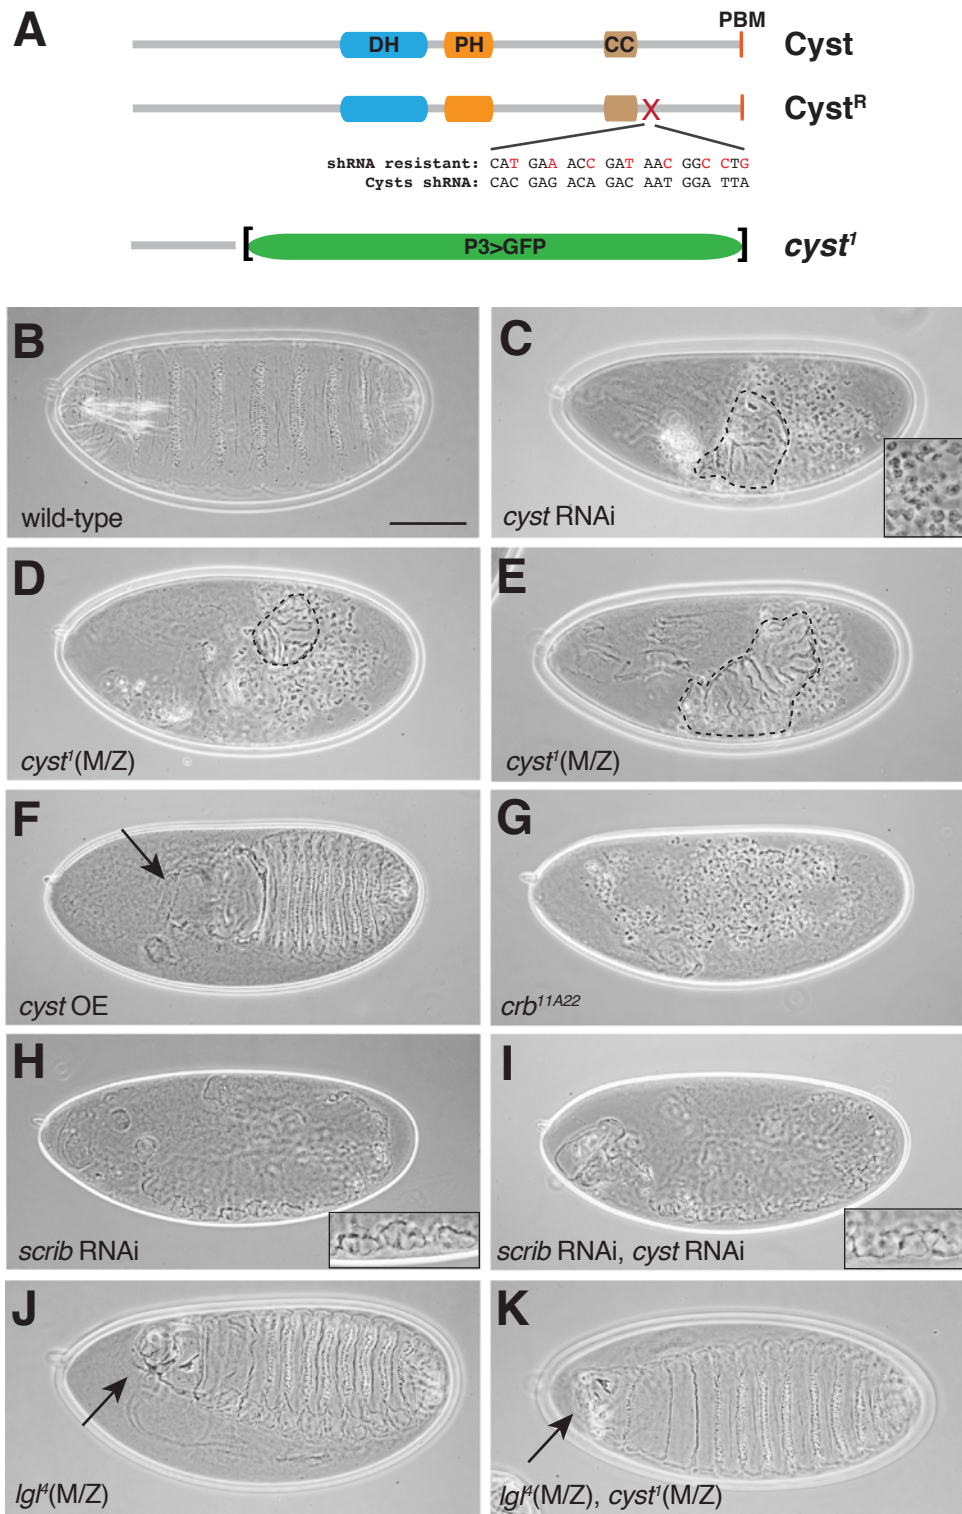 A
PBM
DH PH CC Cyst
Cystᴿ
X
shRNA resistant: CAT GAA ACC GAT AAC GGC CTG
Cysts shRNA: CAC GAG ACA GAC AAT GGA TTA
[ P3>GFP ] cyst¹
B
wild-type
C
cyst RNAi
D
cyst¹(M/Z)
E
cyst¹(M/Z)
F
cyst OE
G
crb¹¹ᴬ²²
H
scrib RNAi
I
scrib RNAi, cyst RNAi
J
lgl⁴(M/Z)
K
lgl⁴(M/Z), cyst¹(M/Z)